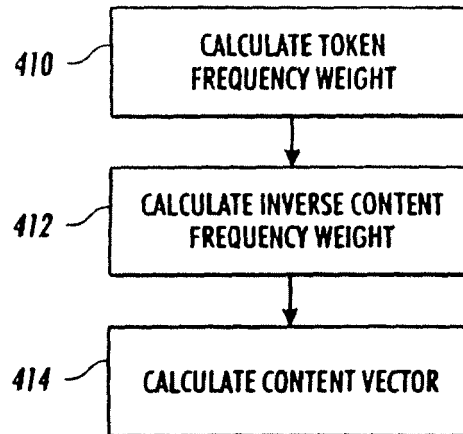 410
CALCULATE TOKEN
FREQUENCY WEIGHT
412
CALCULATE INVERSE CONTENT
FREQUENCY WEIGHT
414
CALCULATE CONTENT VECTOR